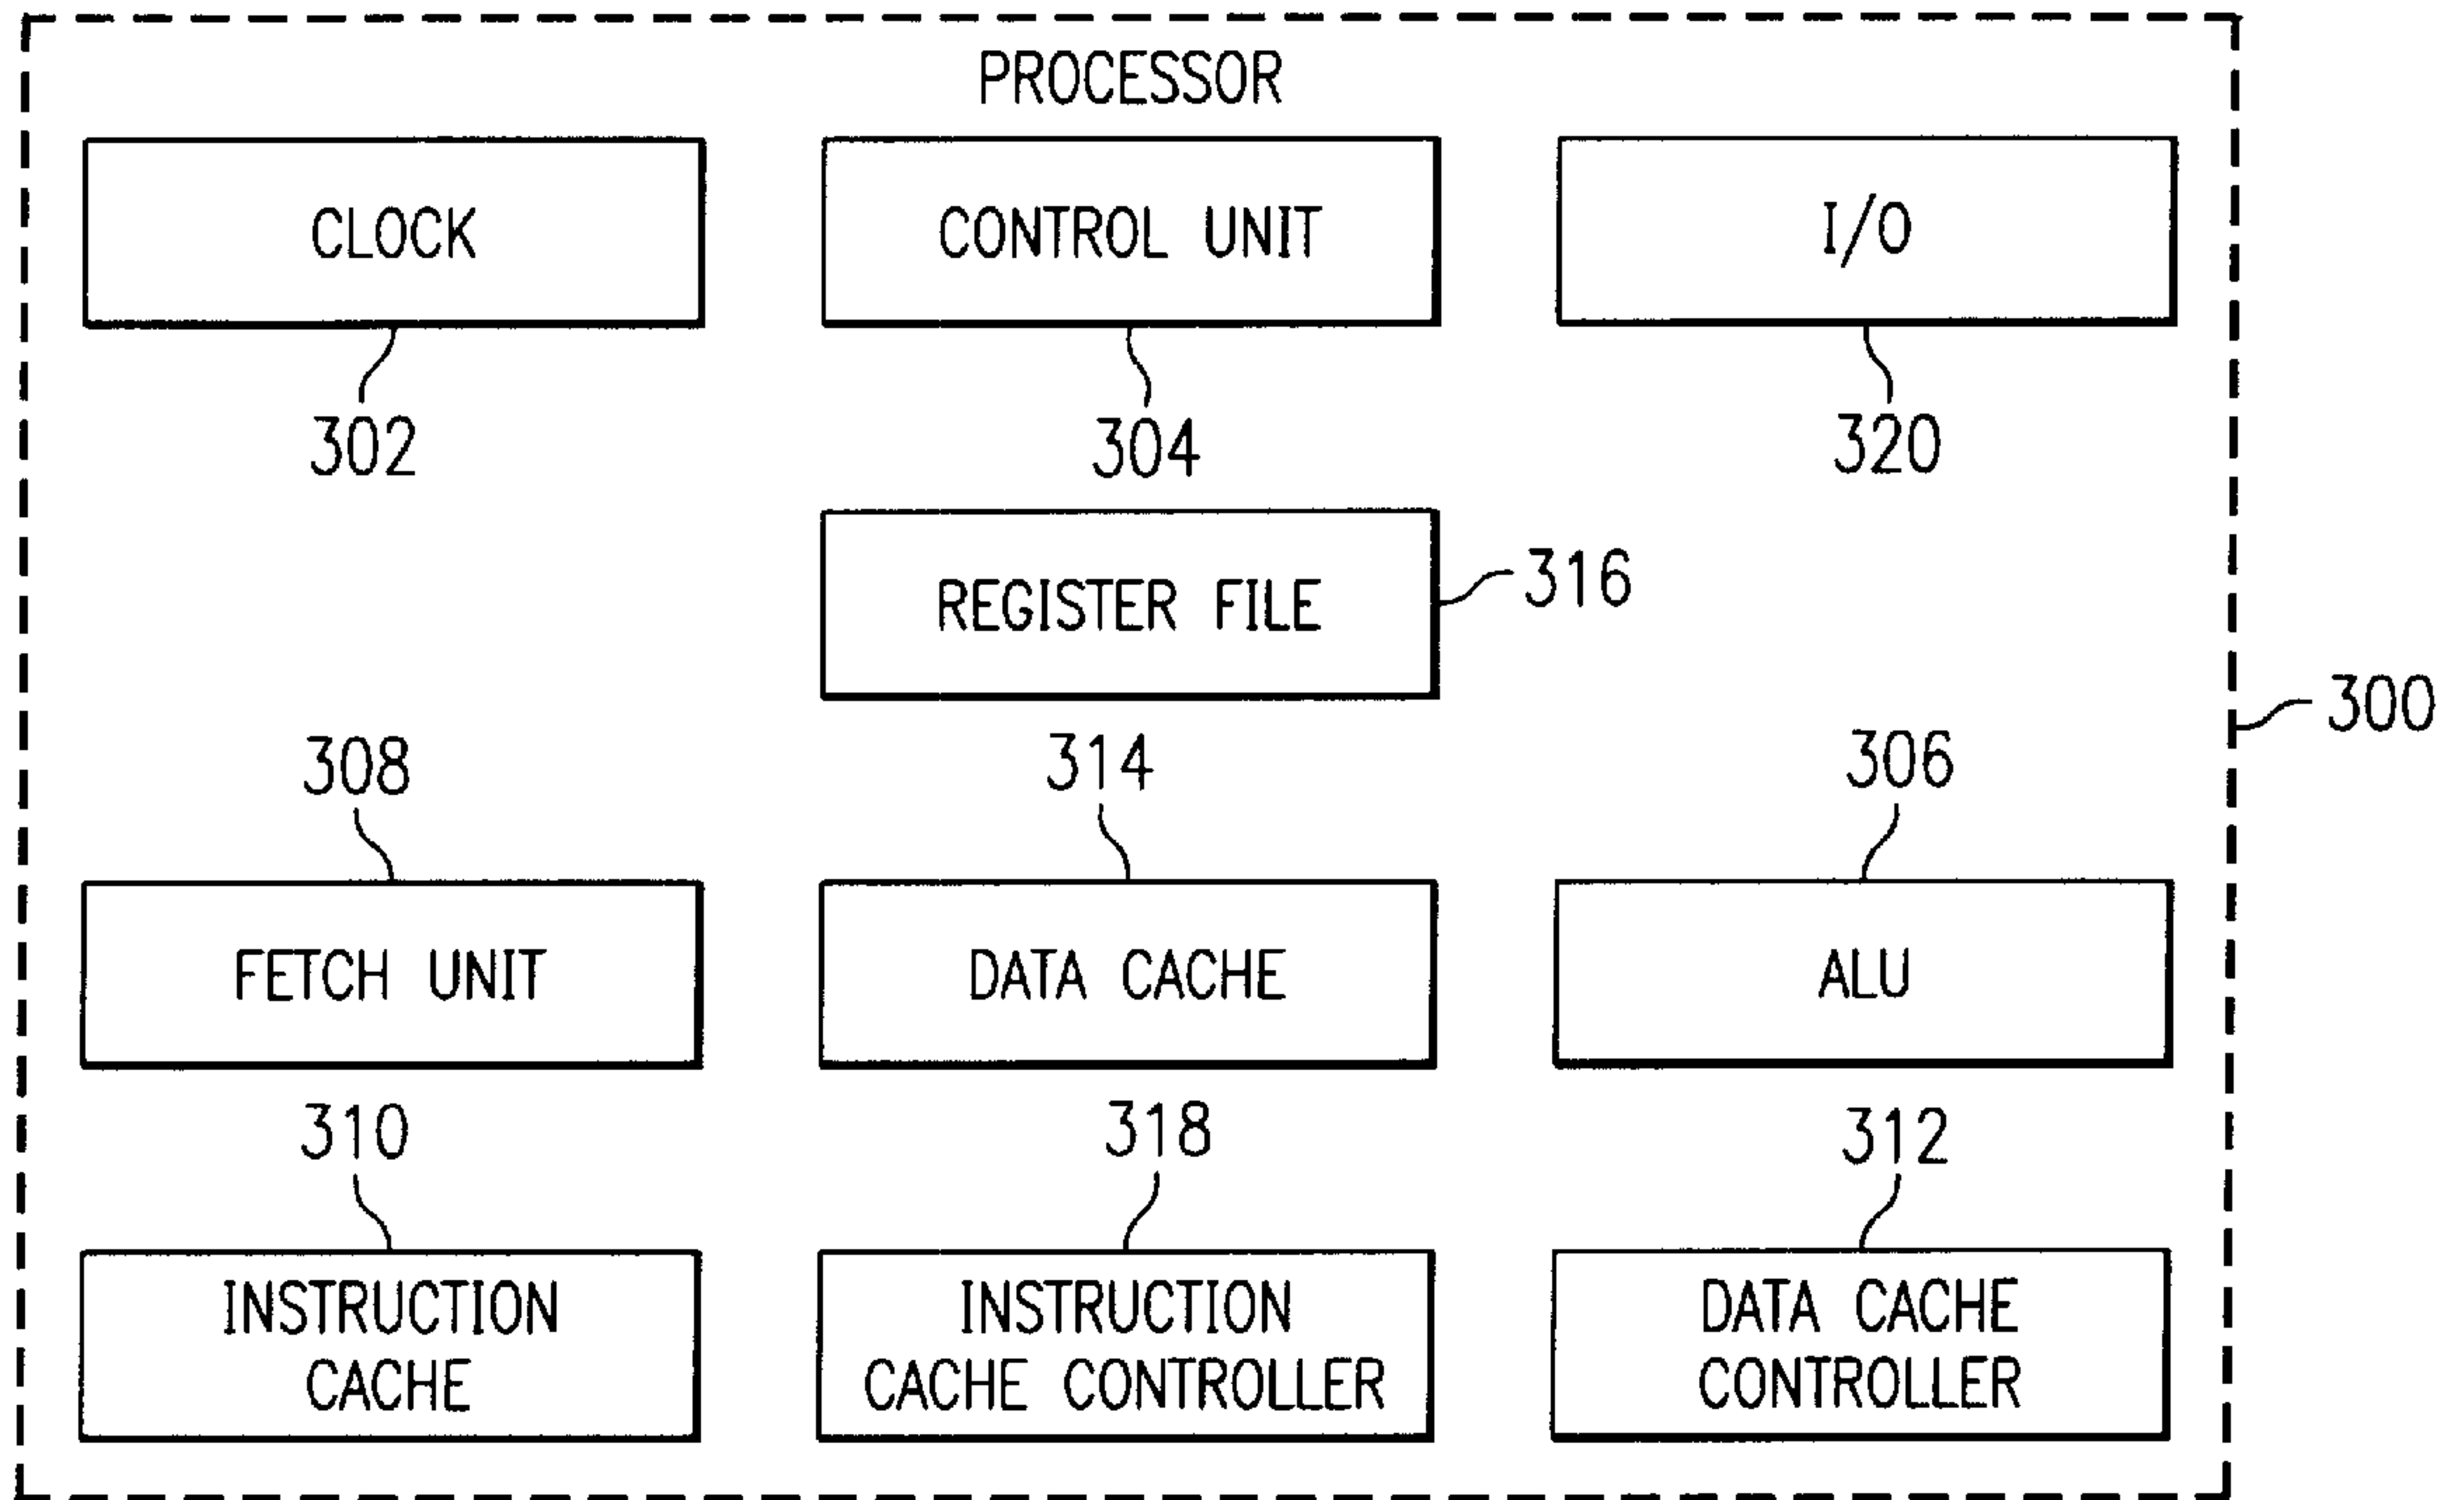 PROCESSOR
CLOCK
CONTROL UNIT
I/O
302
304
320
REGISTER FILE
316
300
308
314
306
FETCH UNIT
DATA CACHE
ALU
310
318
312
INSTRUCTION
CACHE
INSTRUCTION
CACHE CONTROLLER
DATA CACHE
CONTROLLER